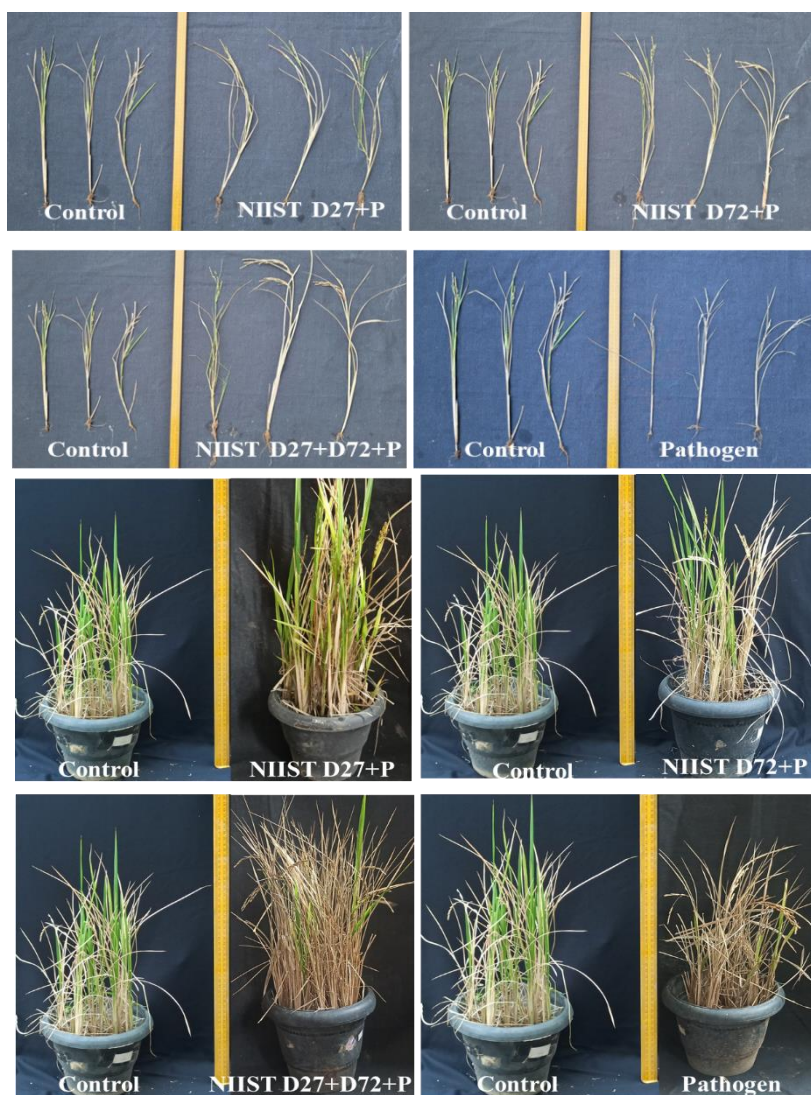 Control NIIST D27+P
Control NIIST D72+P
Control NIIST D27+D72+P
Control Pathogen
Control NIIST D27+P
Control NIIST D72+P
Control NIIST D27+D72+P
Control Pathogen